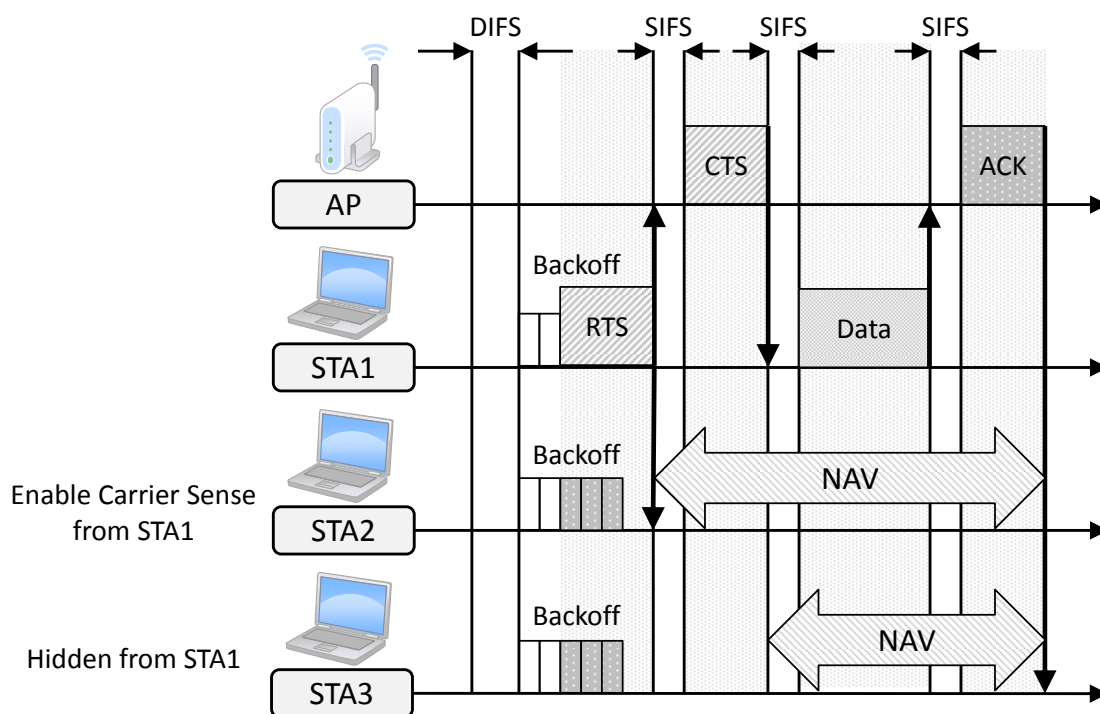 DIFS
SIFS
SIFS
SIFS
CTS
ACK
AP
Backoff
RTS
Data
STA1
Backoff
NAV
Enable Carrier Sense
from STA1
STA2
Backoff
NAV
Hidden from STA1
STA3